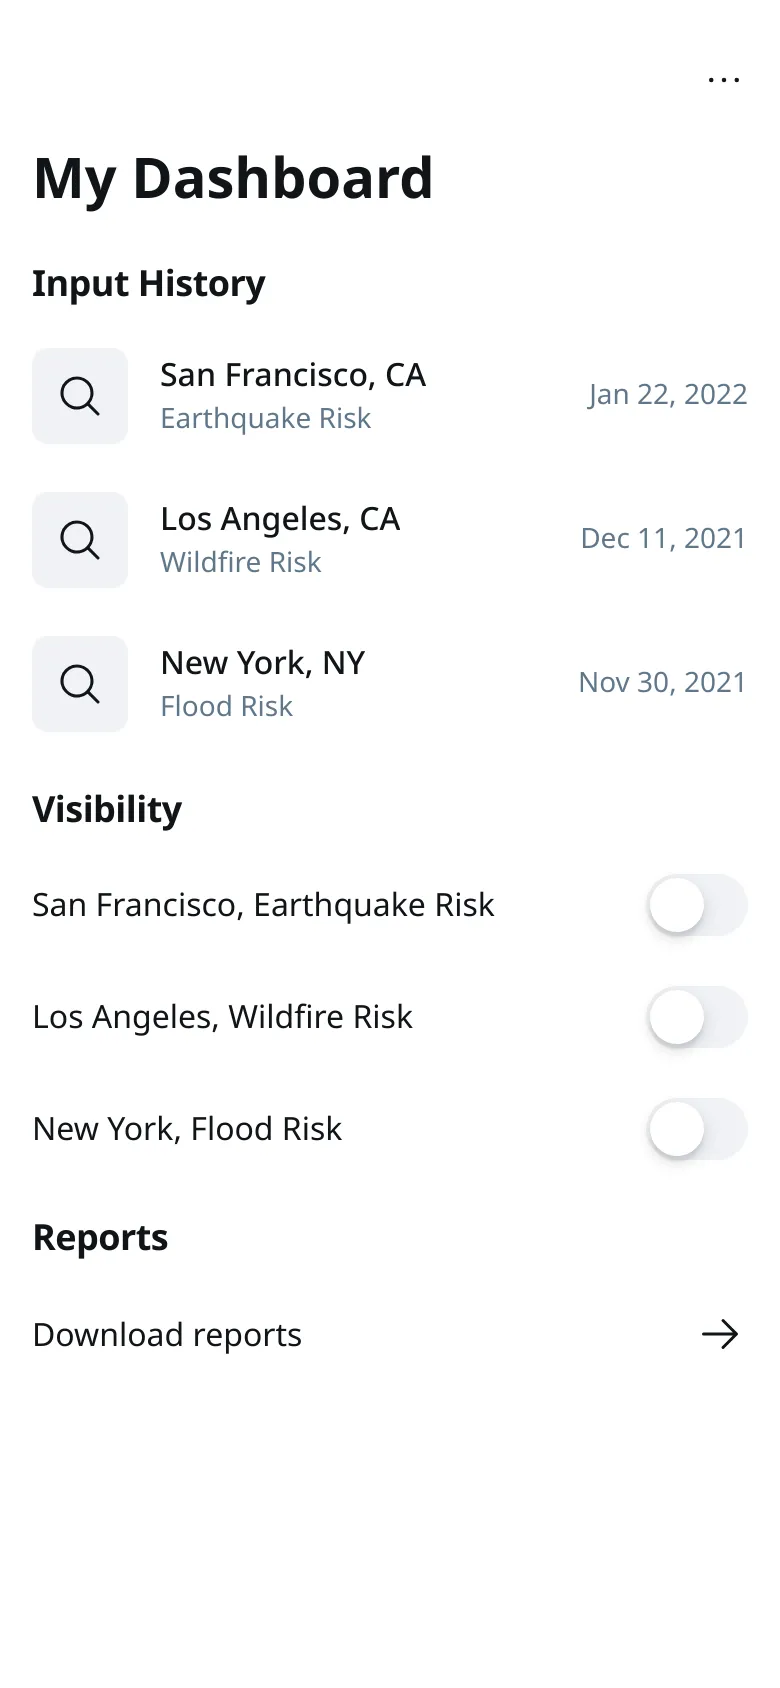 ...
My Dashboard
Input History
San Francisco, CA
Earthquake Risk
Jan 22, 2022
Los Angeles, CA
Wildfire Risk
Dec 11, 2021
New York, NY
Flood Risk
Nov 30, 2021
Visibility
San Francisco, Earthquake Risk
Los Angeles, Wildfire Risk
New York, Flood Risk
Reports
Download reports